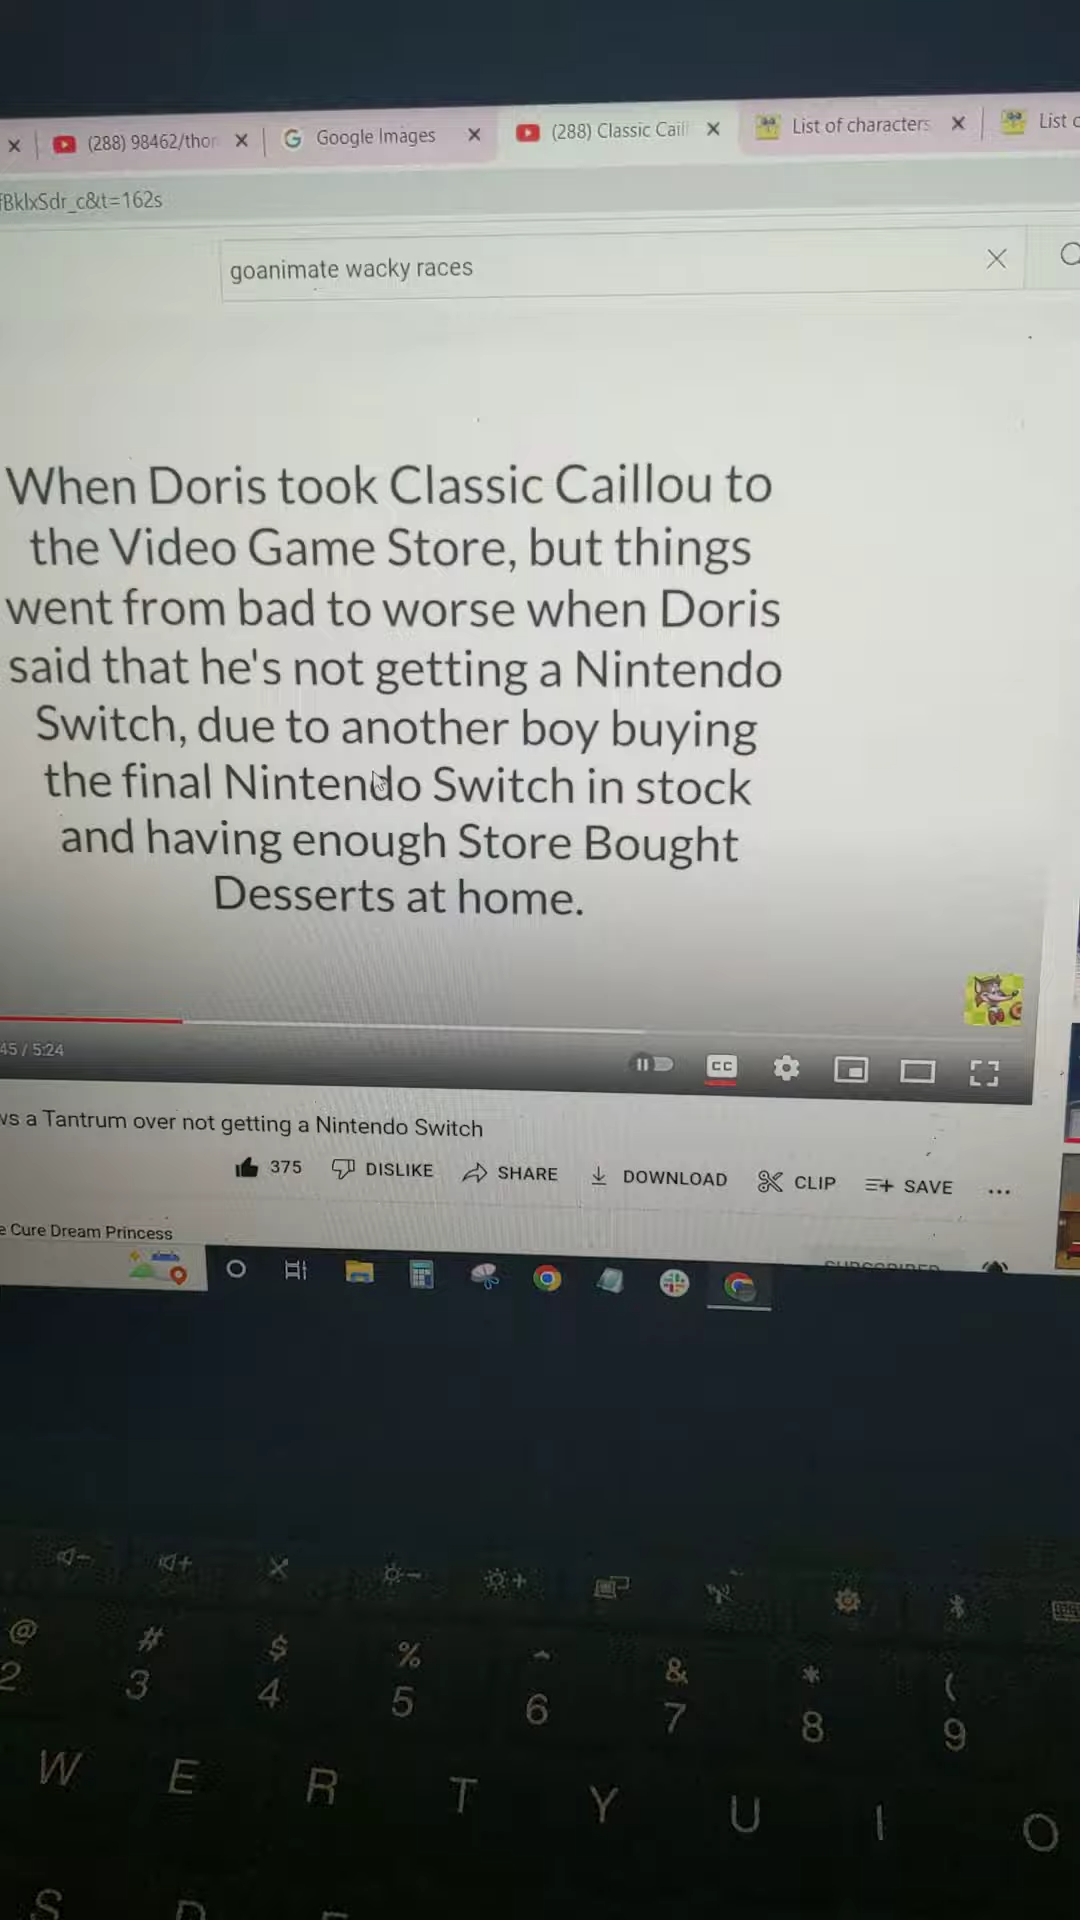 (288) 98462/thor
Google Images
(288) Classic Cail
List of characters
List
fBklxSdr_c&t=162s
goanimate wacky races
When Doris took Classic Caillou to
the Video Game Store, but things
went from bad to worse when Doris
said that he's not getting a Nintendo
Switch, due to another boy buying
the final Nintendo Switch in stock
and having enough Store Bought
Desserts at home.
45 / 5:24
CC
ws a Tantrum over not getting a Nintendo Switch
375 DISLIKE SHARE DOWNLOAD CLIP SAVE ...
e Cure Dream Princess
SUBSCRIBED
@ # $ % ^ & * (
2 3 4 5 6 7 8 9
W E R T Y U I O
S D